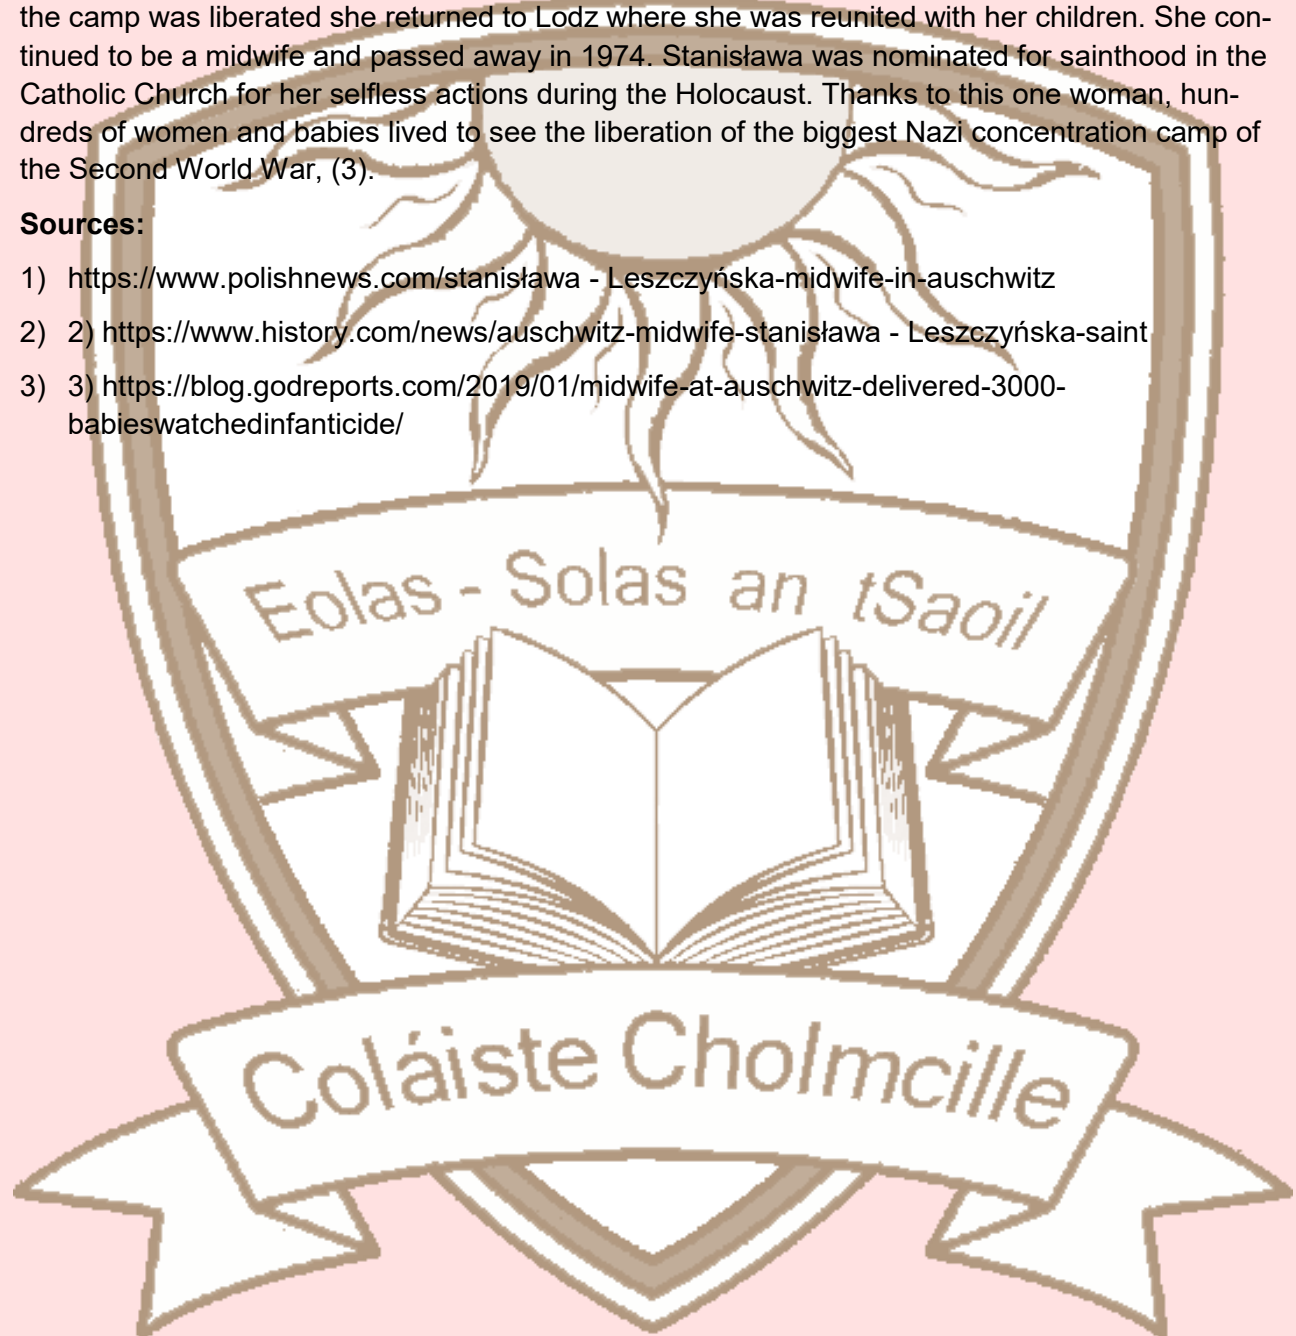 the camp was liberated she returned to Lodz where she was reunited with her children. She con-
tinued to be a midwife and passed away in 1974. Stanisława was nominated for sainthood in the
Catholic Church for her selfless actions during the Holocaust. Thanks to this one woman, hun-
dreds of women and babies lived to see the liberation of the biggest Nazi concentration camp of
the Second World War, (3).
Sources:
1) https://www.polishnews.com/stanisława - Leszczyńska-midwife-in-auschwitz
2) 2) https://www.history.com/news/auschwitz-midwife-stanisława - Leszczyńska-saint
3) 3) https://blog.godreports.com/2019/01/midwife-at-auschwitz-delivered-3000-
babieswatchedinfanticide/
Eolas - Solas an tSaoil
Coláiste Cholmcille